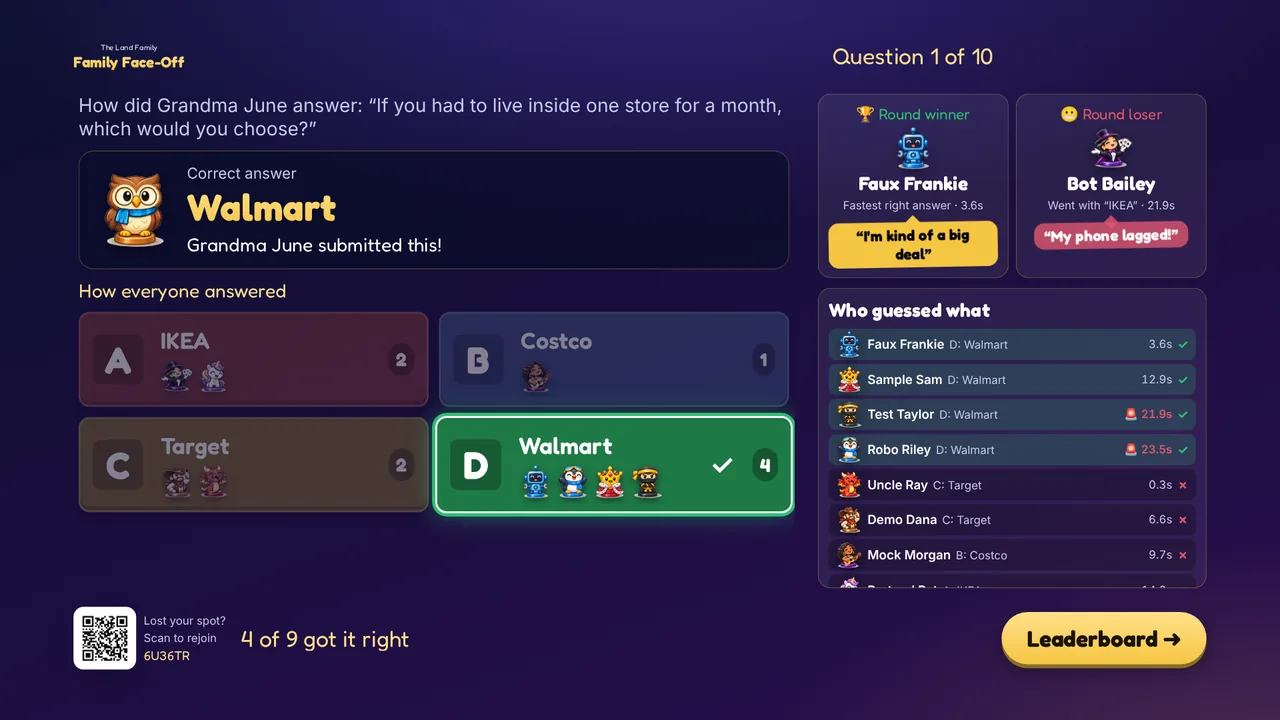 The Land Family
Family Face-Off
Question 1 of 10
How did Grandma June answer: “If you had to live inside one store for a month,
which would you choose?”
Correct answer
Walmart
Grandma June submitted this!
🏆 Round winner
Faux Frankie
Fastest right answer · 3.6s
“I'm kind of a big
deal”
😬 Round loser
Bot Bailey
Went with “IKEA” · 21.9s
“My phone lagged!”
How everyone answered
A IKEA 2
B Costco 1
C Target 2
D Walmart ✓ 4
Who guessed what
Faux Frankie D: Walmart 3.6s ✓
Sample Sam D: Walmart 12.9s ✓
Test Taylor D: Walmart 🚨 21.9s ✓
Robo Riley D: Walmart 🚨 23.5s ✓
Uncle Ray C: Target 0.3s ×
Demo Dana C: Target 6.6s ×
Mock Morgan B: Costco 9.7s ×
Lost your spot?
Scan to rejoin
6U36TR
4 of 9 got it right
Leaderboard →